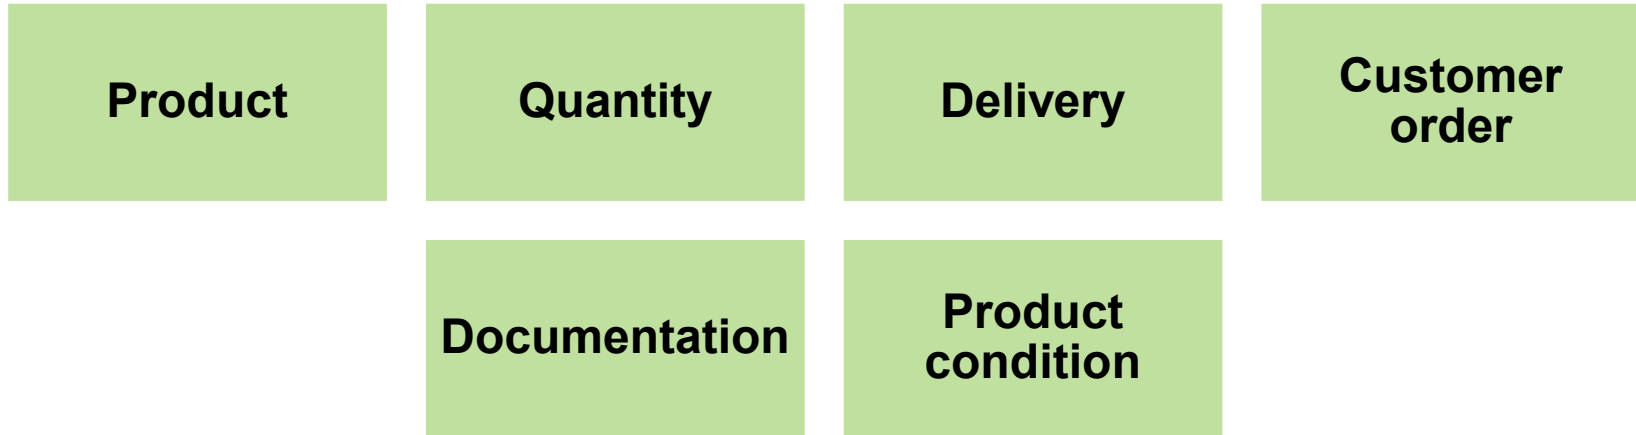 Product
Quantity
Delivery
Customer
order
Documentation
Product
condition